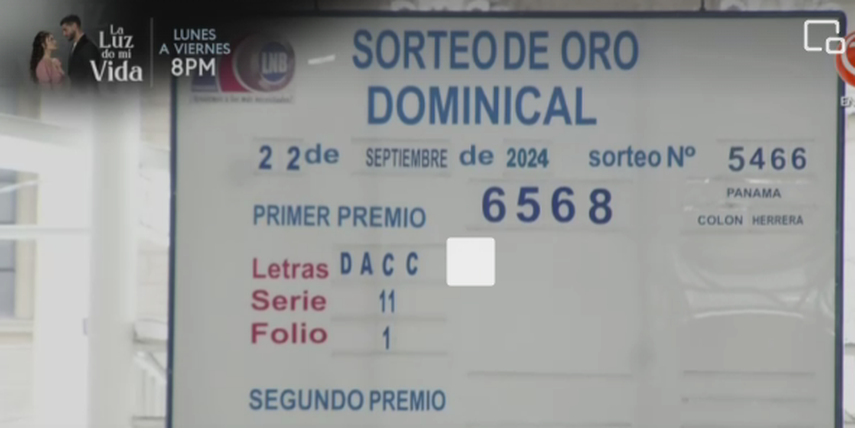 La
Luz
de mi
Vida
LUNES
A VIERNES
8PM
LNB
SORTEO DE ORO
DOMINICAL
22 de SEPTIEMBRE de 2024 sorteo Nº 5466
PRIMER PREMIO 6568
PANAMA
COLON HERRERA
Letras DACC
Serie 11
Folio 1
SEGUNDO PREMIO